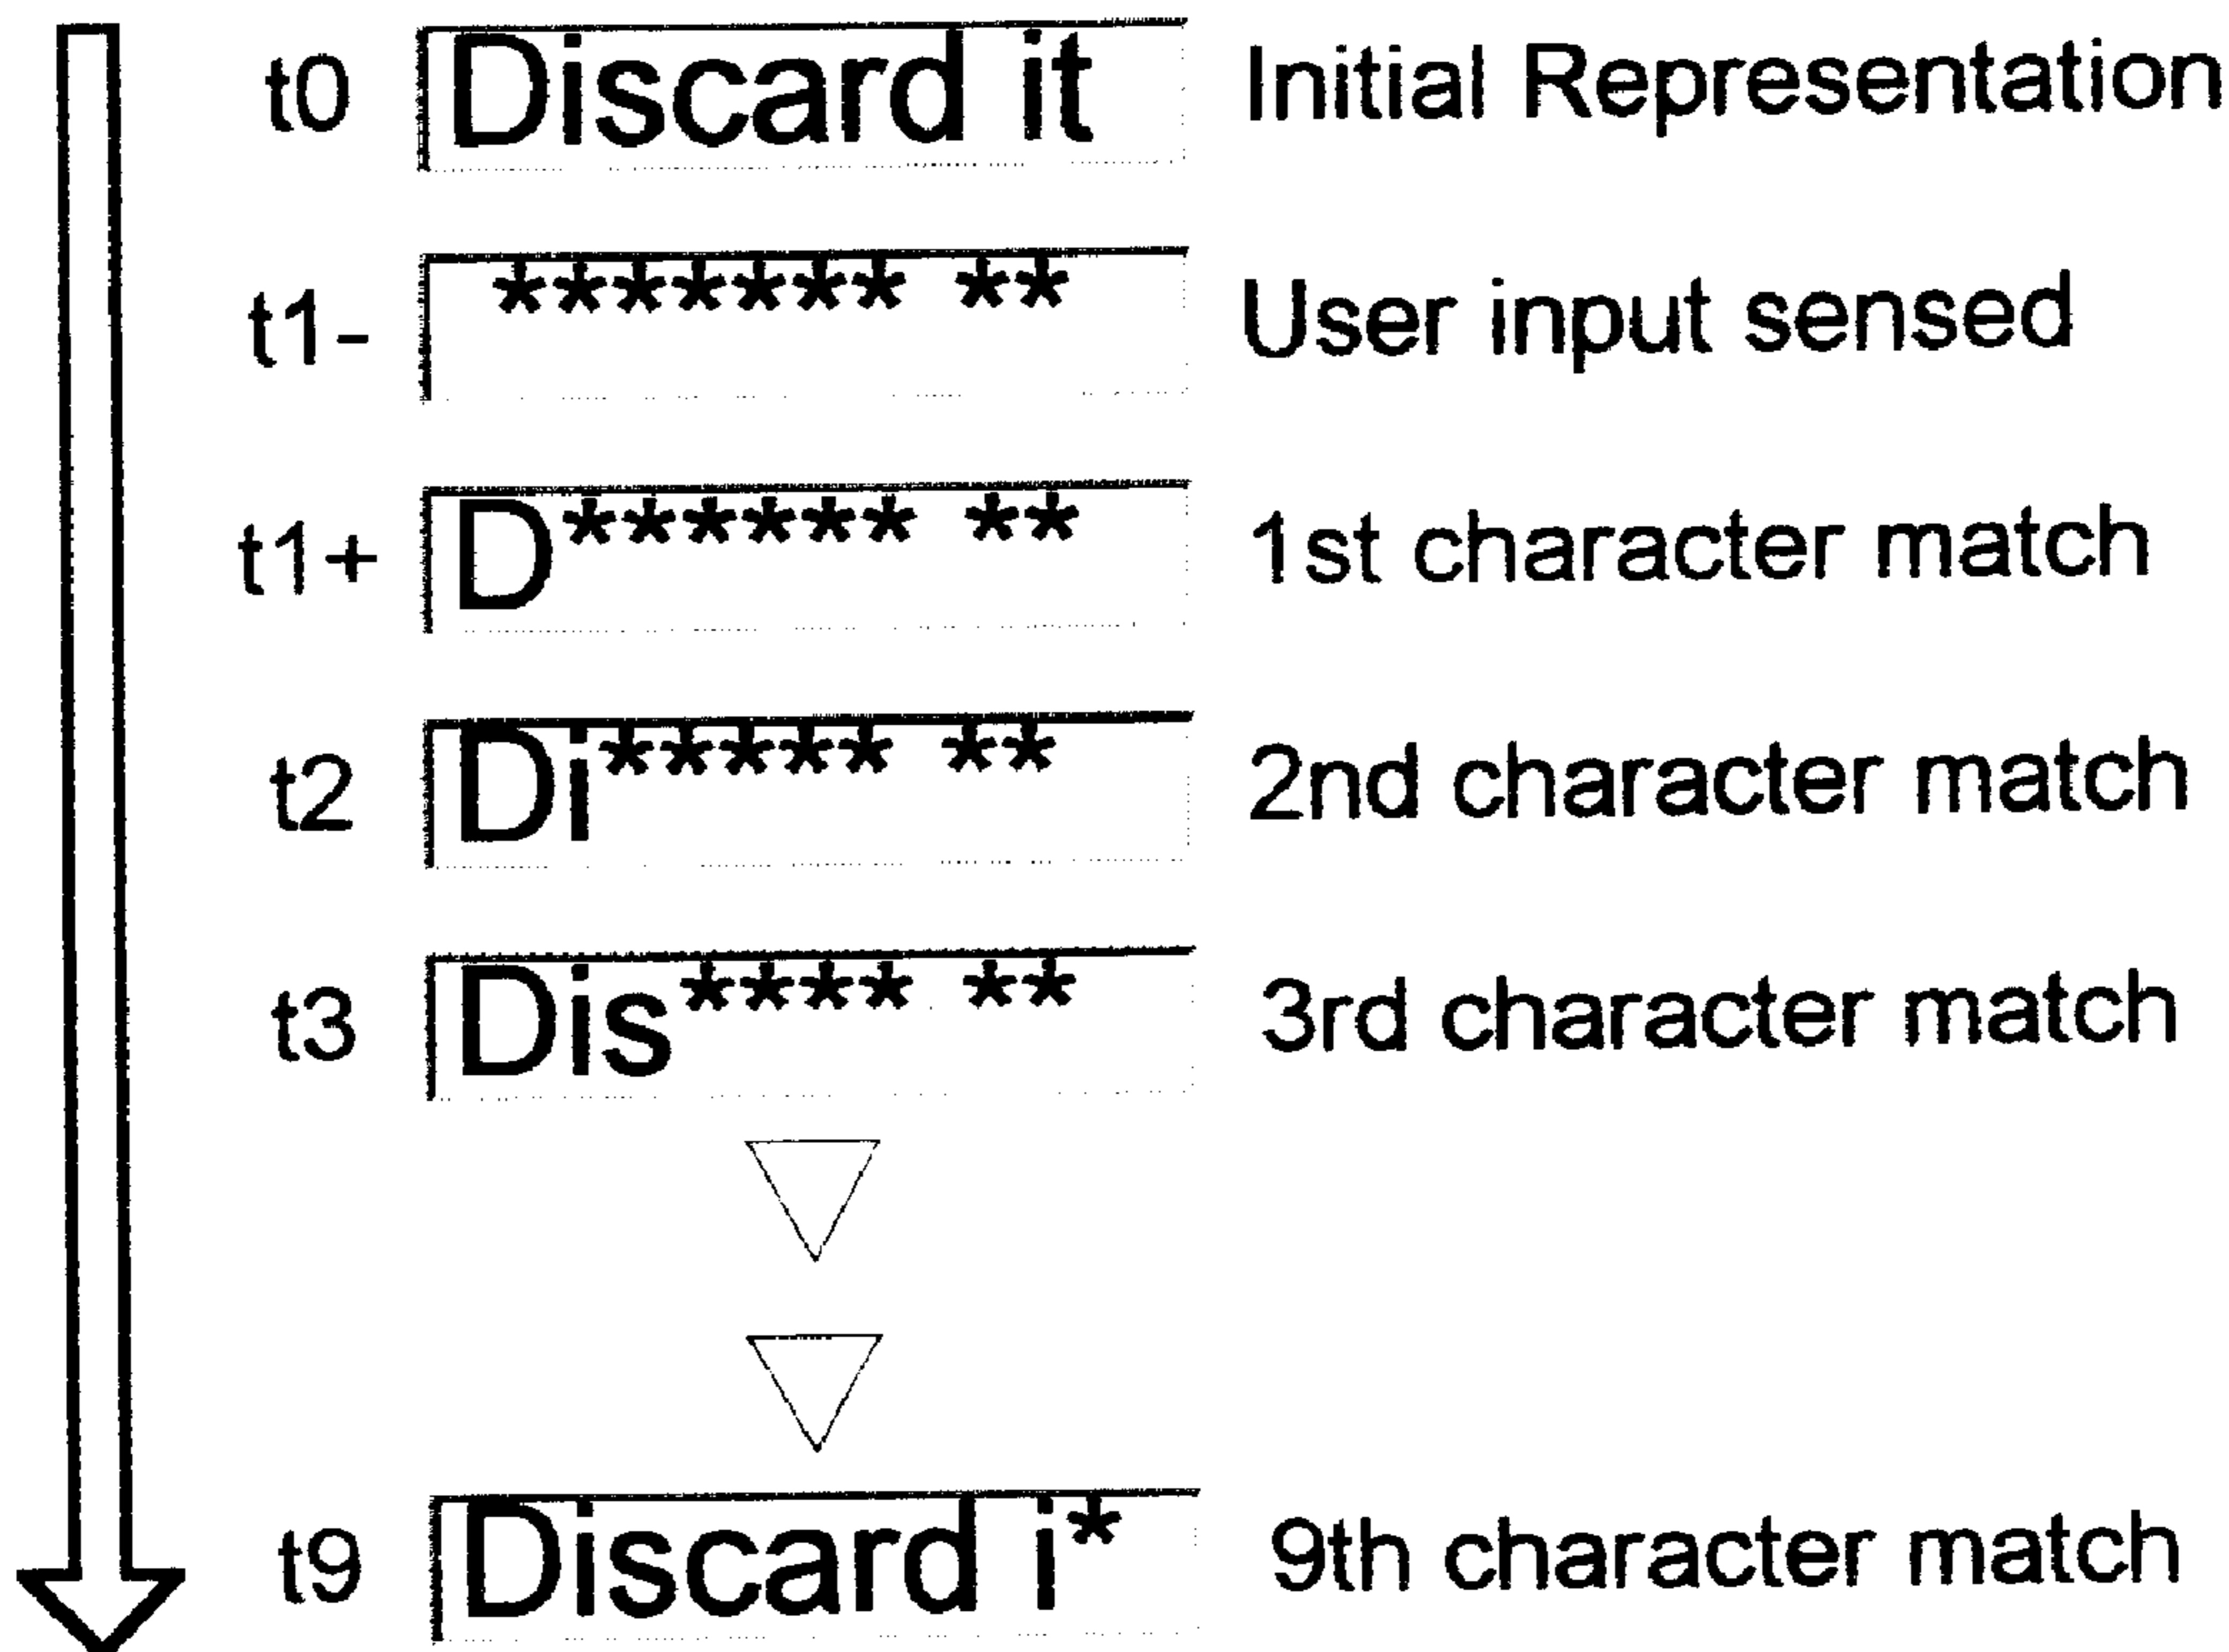 t0 Discard it Initial Representation
t1- ******* ** User input sensed
t1+ D****** ** 1st character match
t2 Di***** ** 2nd character match
t3 Dis**** ** 3rd character match
t9 Discard i* 9th character match